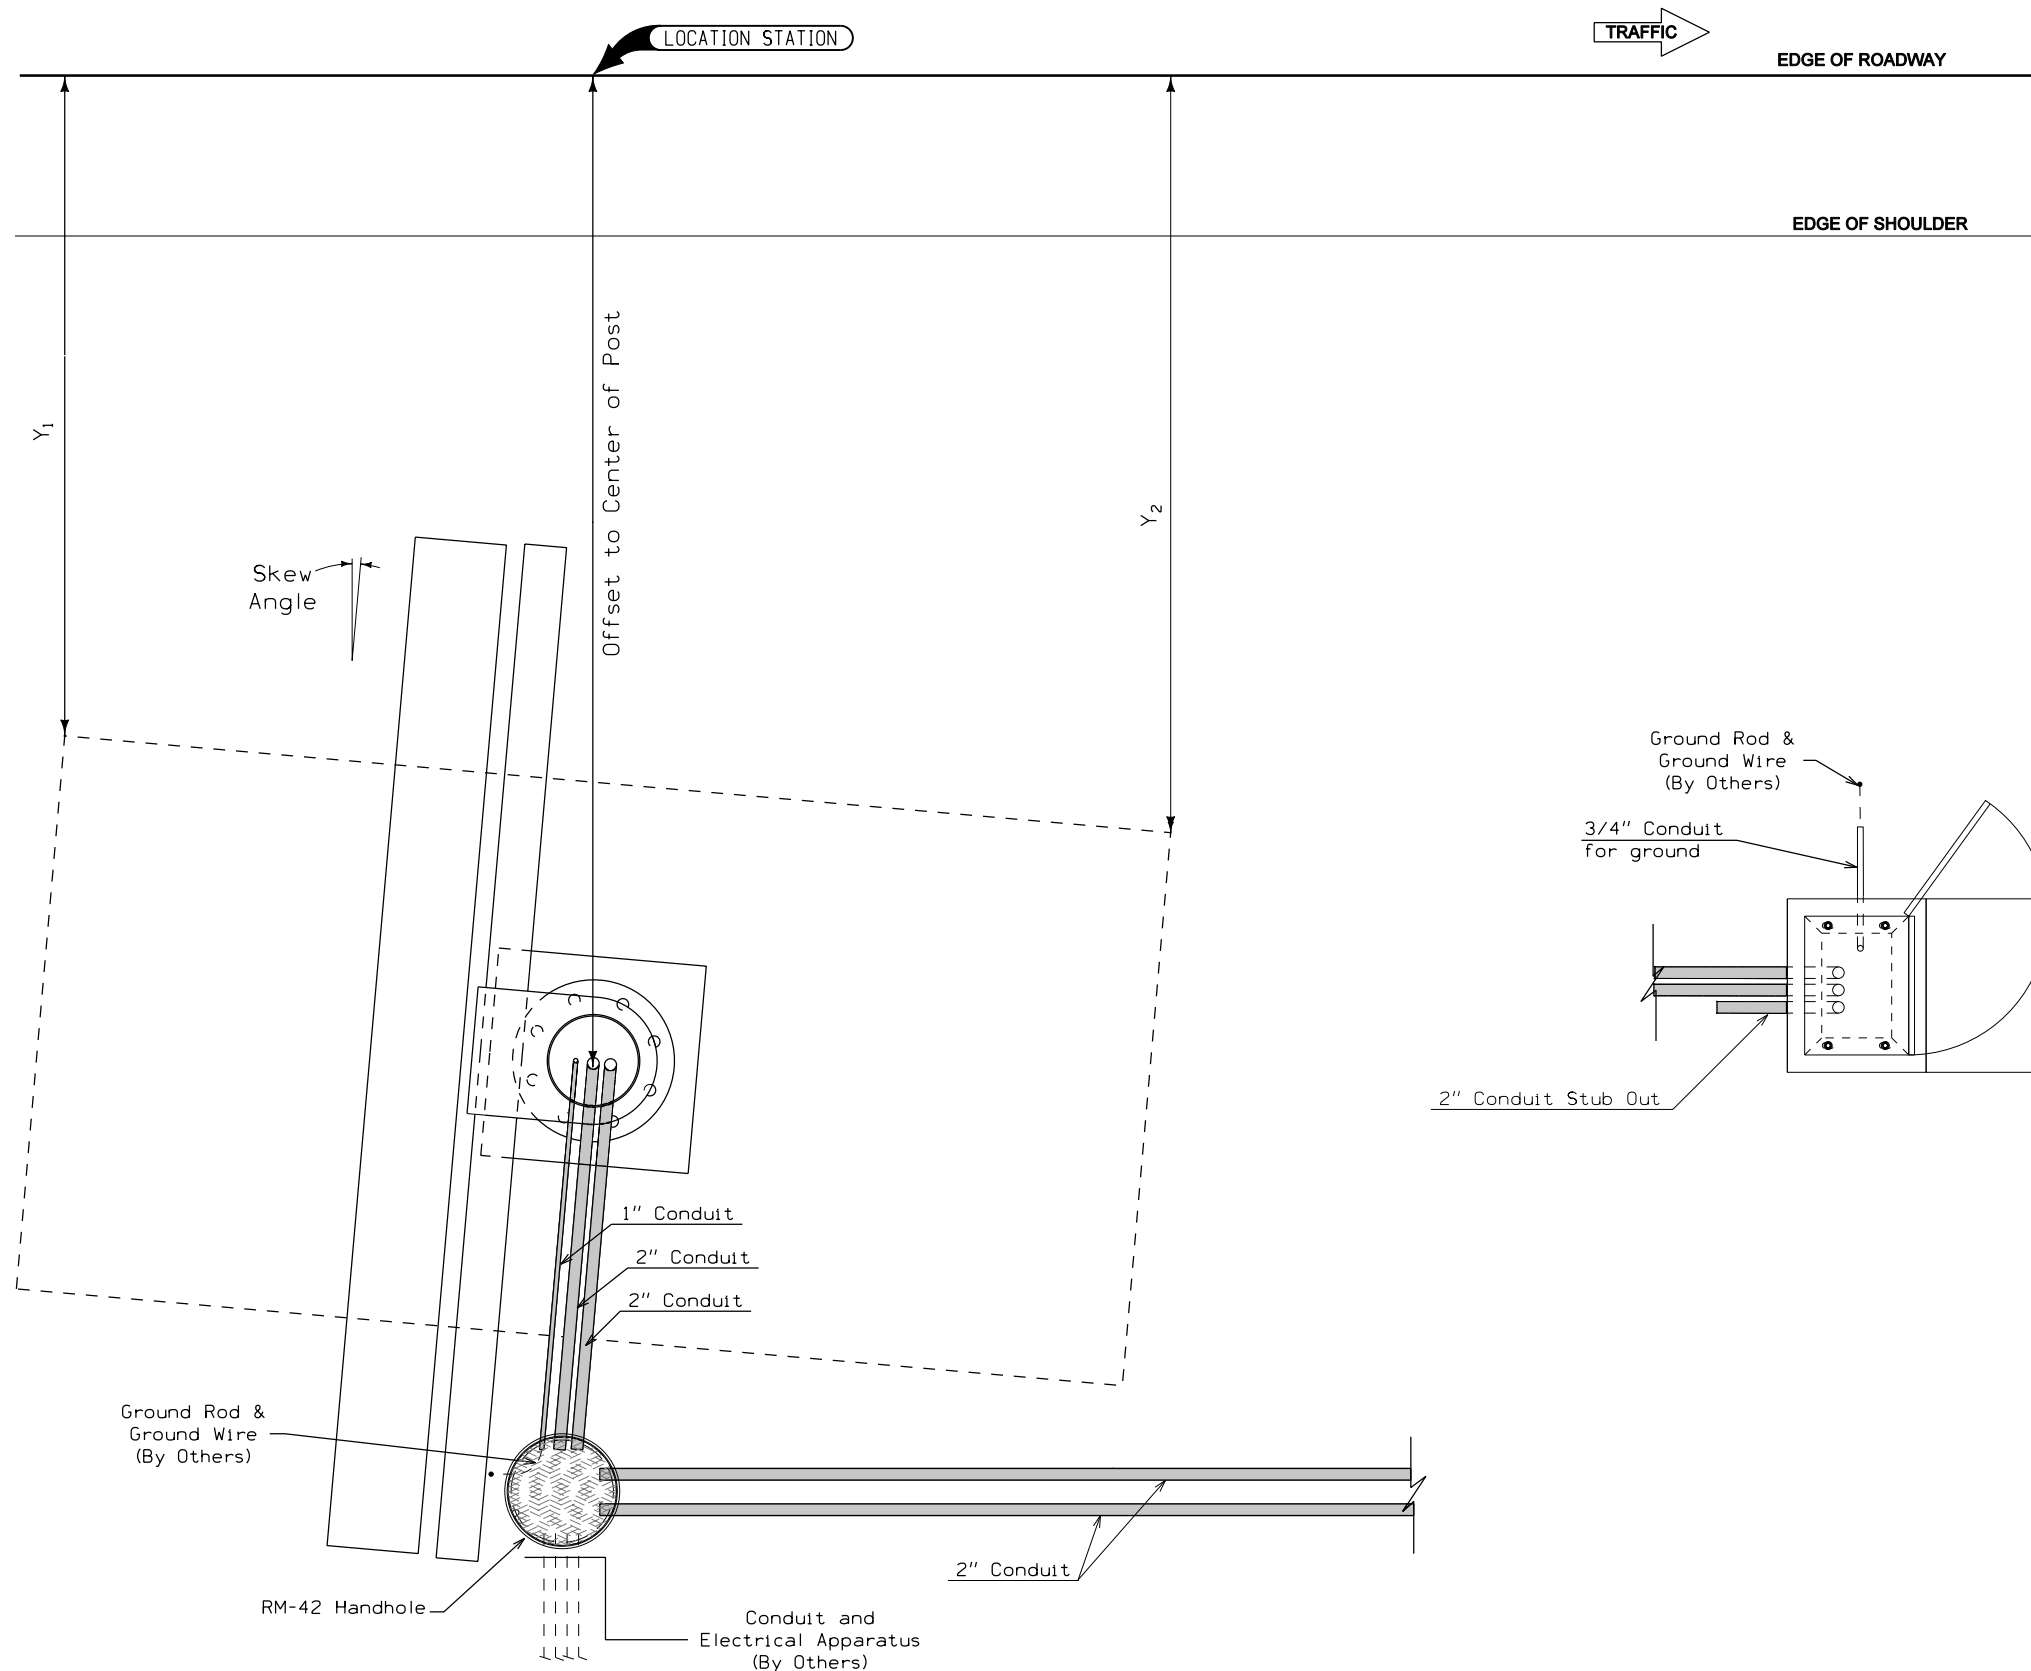 LOCATION STATION
TRAFFIC
EDGE OF ROADWAY
EDGE OF SHOULDER
Y1
Offset to Center of Post
Y2
Skew
Angle
Ground Rod &
Ground Wire
(By Others)
3/4" Conduit
for ground
2" Conduit Stub Out
1" Conduit
2" Conduit
2" Conduit
Ground Rod &
Ground Wire
(By Others)
2" Conduit
RM-42 Handhole
Conduit and
Electrical Apparatus
(By Others)